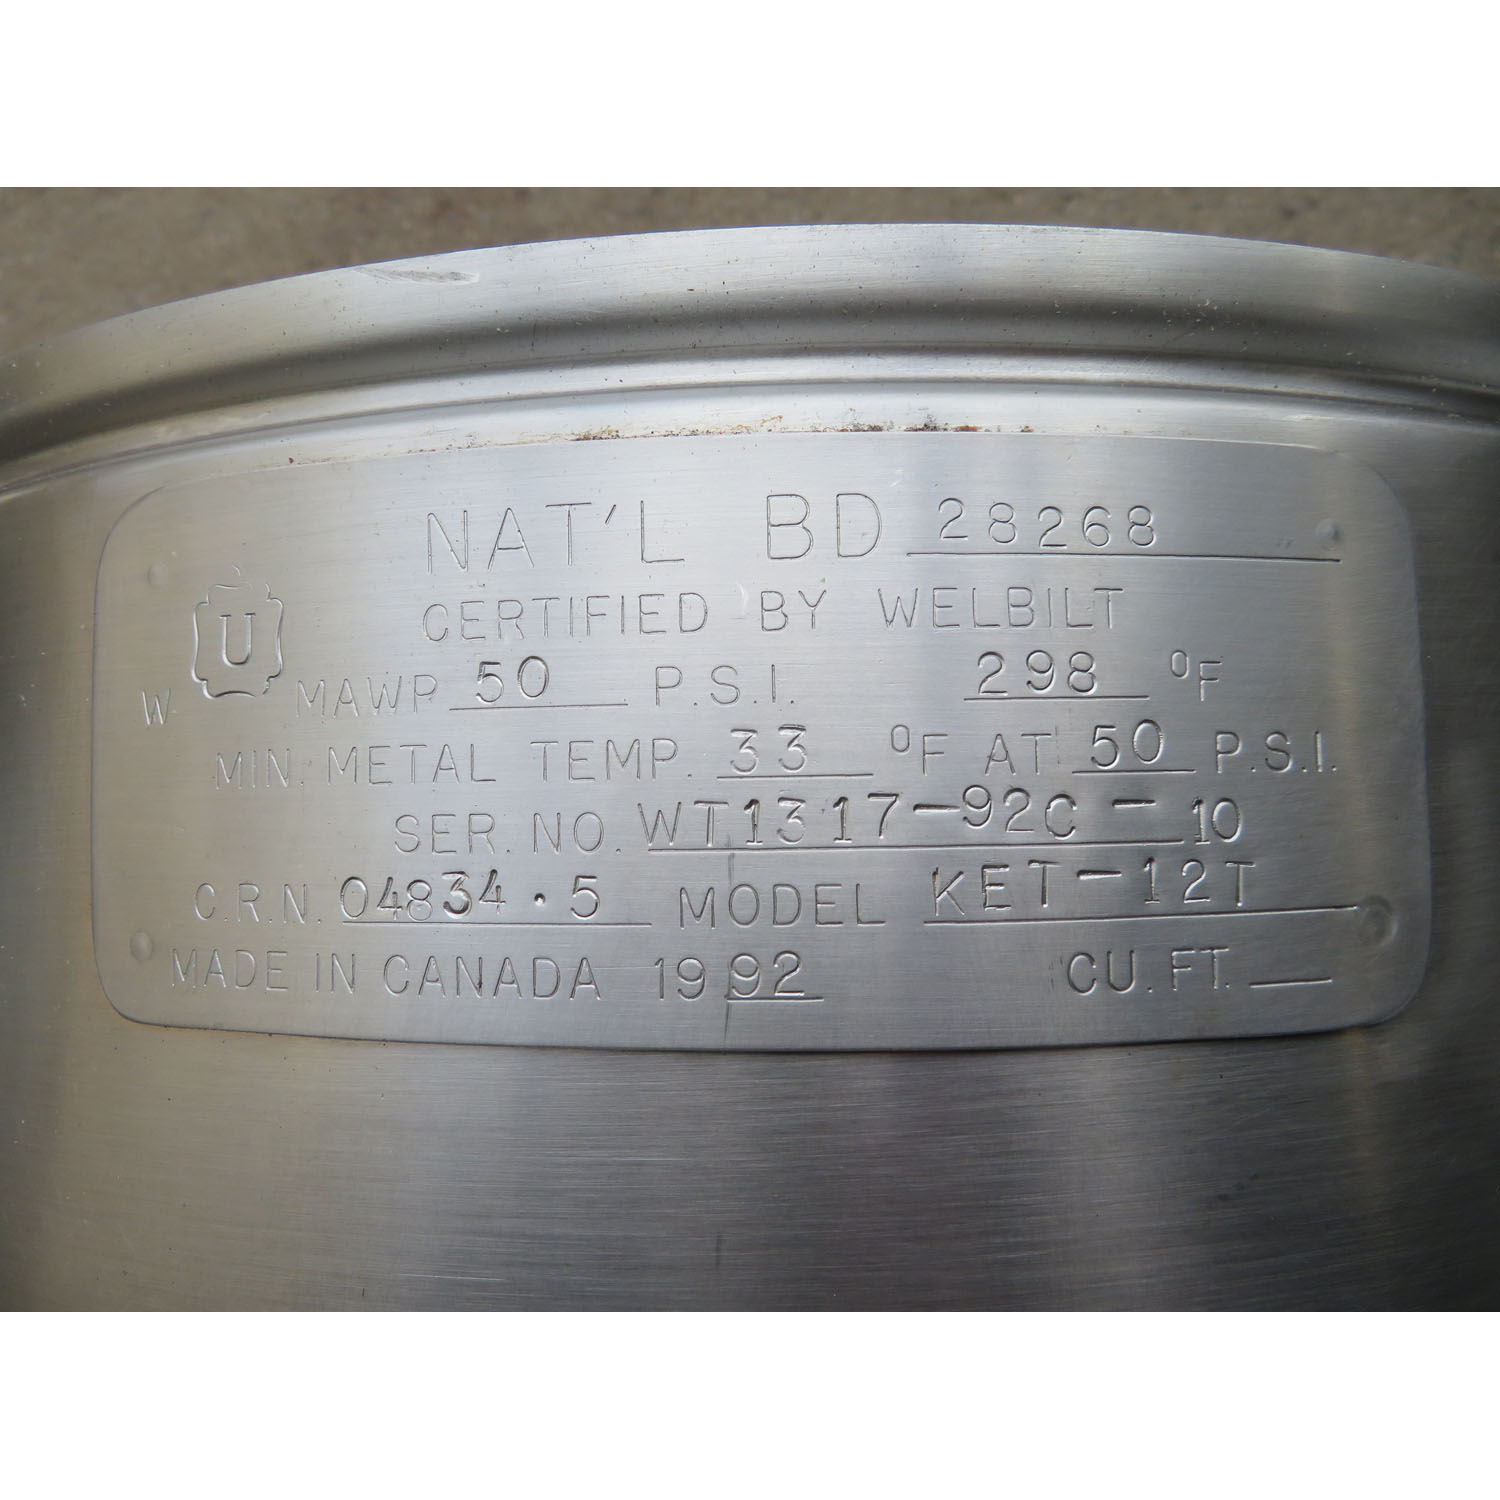 NAT'L BD 28268
CERTIFIED BY WELBILT
U
W MAWP 50 P.S.I. 298 °F
MIN. METAL TEMP. 33 °F AT 50 P.S.I.
SER. NO. WT1317-92C-10
C.R.N. 04834.5 MODEL KET-12T
MADE IN CANADA 1992 CU. FT.